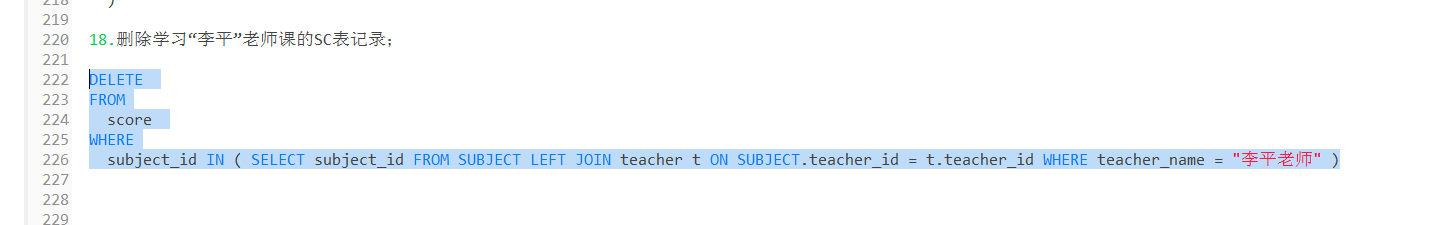 218 )
219
220 18.删除学习“李平”老师课的SC表记录;
221
222 DELETE
223 FROM
224 score
225 WHERE
226 subject_id IN ( SELECT subject_id FROM SUBJECT LEFT JOIN teacher t ON SUBJECT.teacher_id = t.teacher_id WHERE teacher_name = "李平老师" )
227
228
229